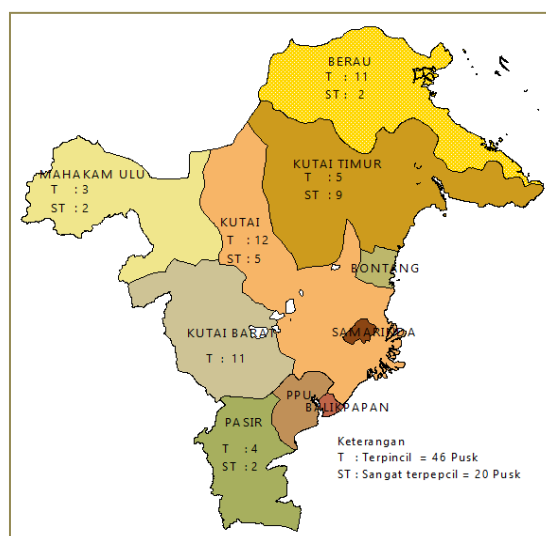 BERAU
T : 11
ST : 2
MAHAKAM ULU
T : 3
ST : 2
KUTAI TIMUR
T : 5
ST : 9
KUTAI
T : 12
ST : 5
BONTANG
KUTAI BARAT
T : 11
SAMARINDA
PPU
BALIKPAPAN
PASIR
T : 4
ST : 2
Keterangan
T : Terpincil = 46 Pusk
ST : Sangat terpepcil = 20 Pusk